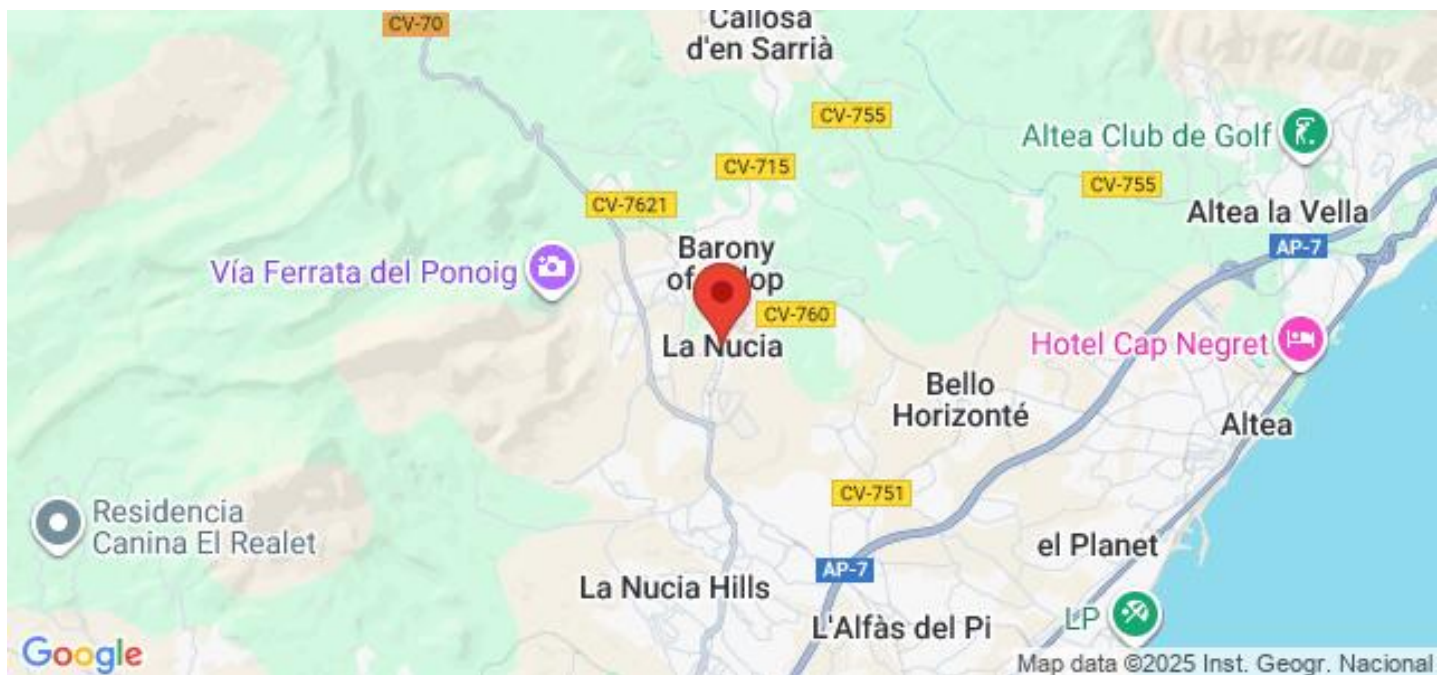 CV-70
Callosa
d'en Sarrià
CV-755
Altea Club de Golf
CV-715
CV-755
CV-7621
Altea la Vella
Barony
AP-7
Vía Ferrata del Ponoig
CV-760
La Nucia
Hotel Cap Negret
Bello
Horizonté
Altea
CV-751
Residencia
Canina El Realet
el Planet
AP-7
La Nucia Hills
LP
L'Alfàs del Pi
Google
Map data ©2025 Inst. Geogr. Nacional